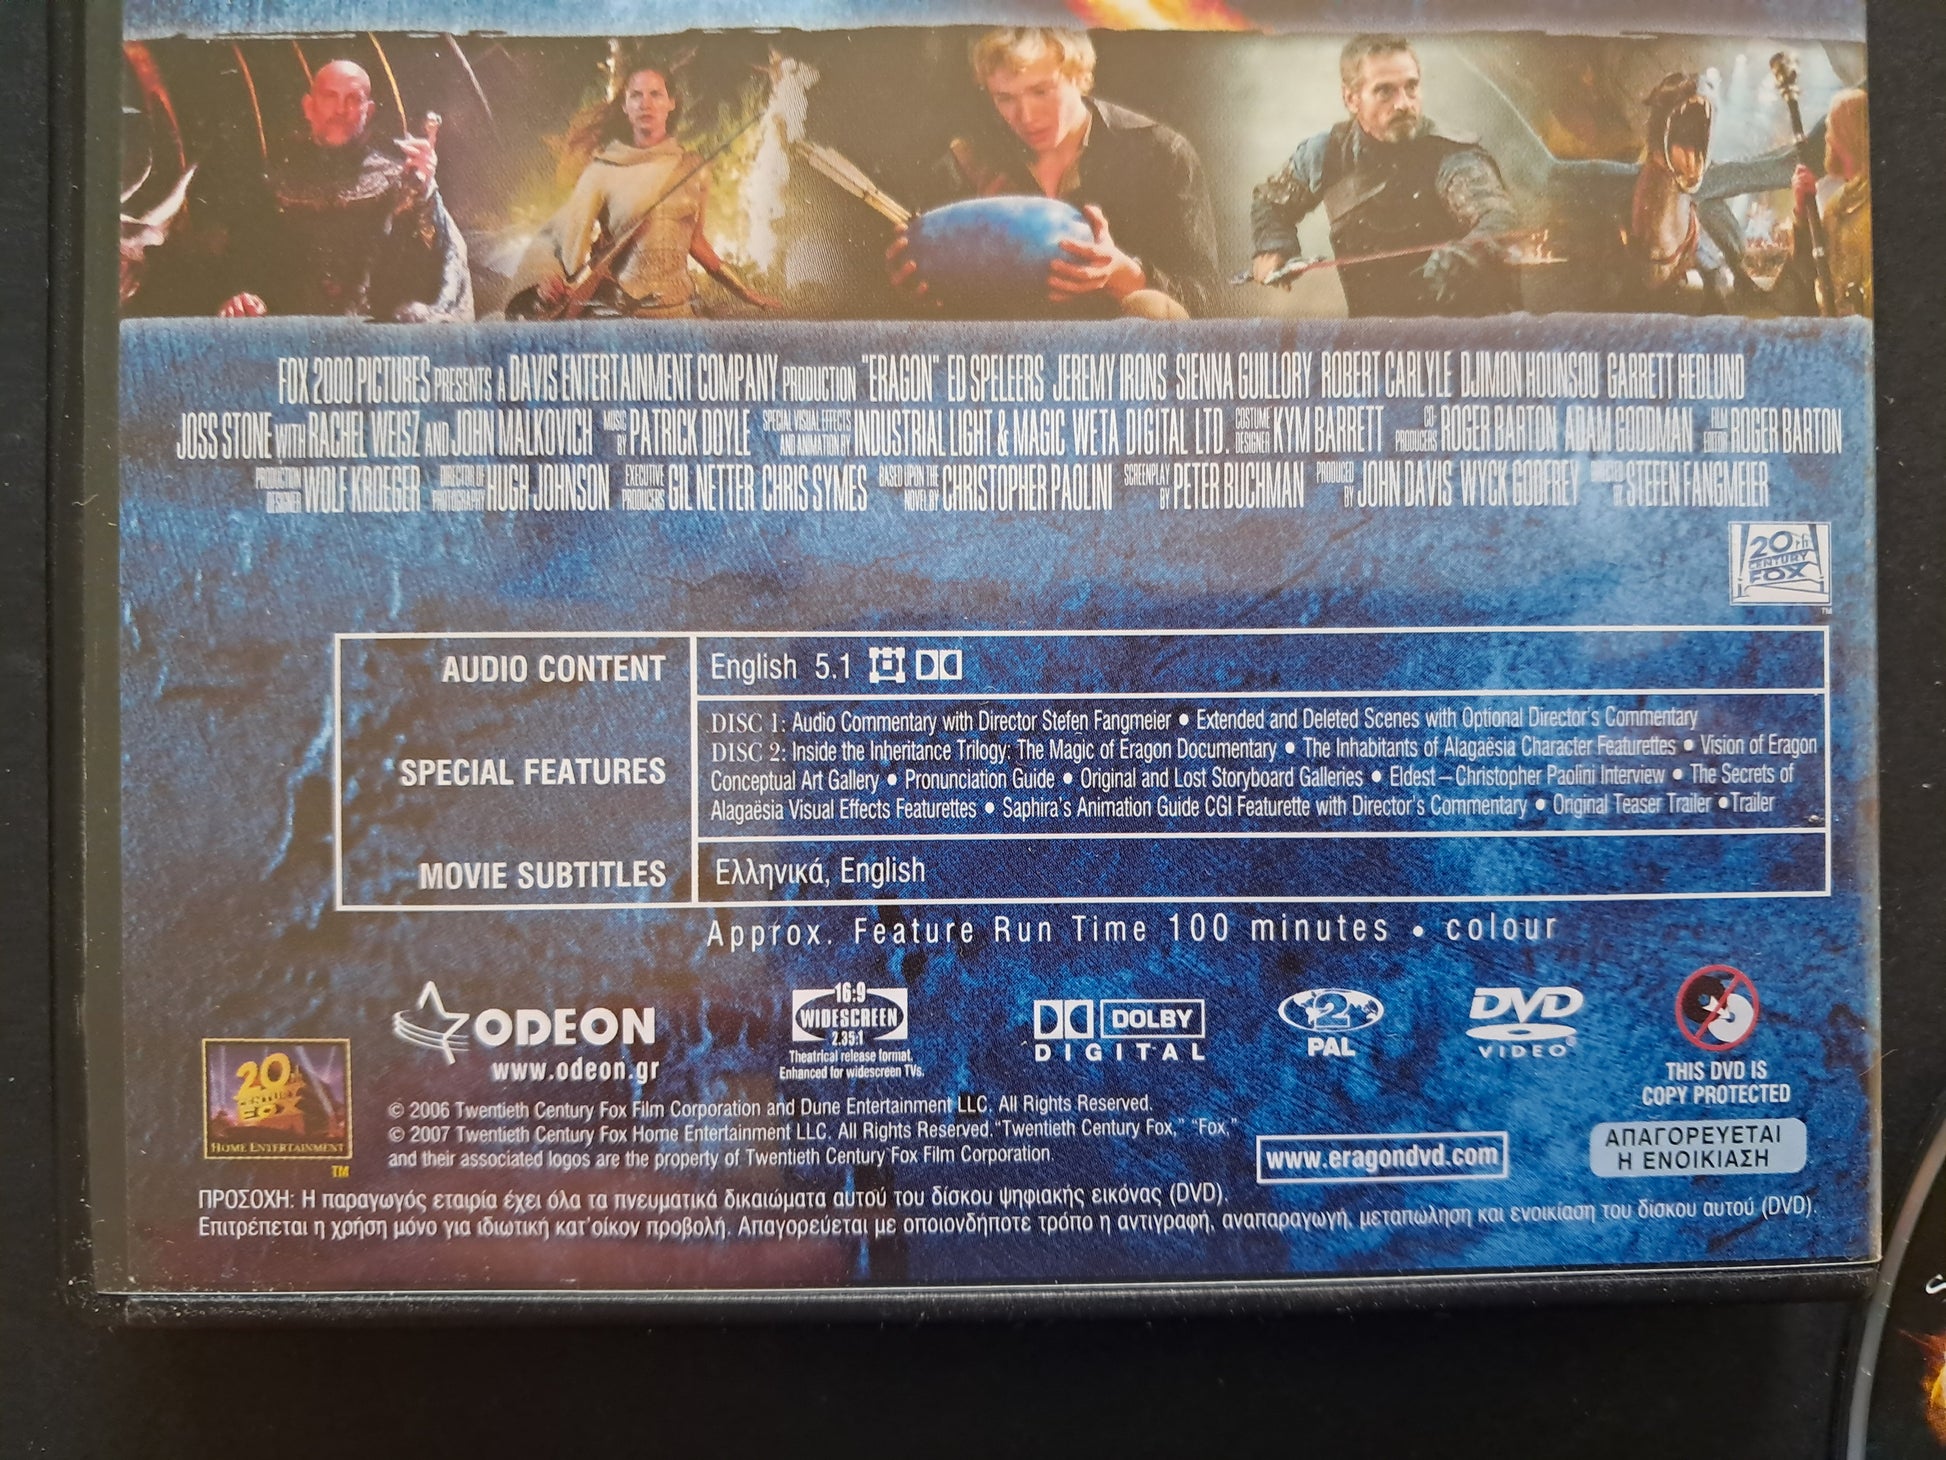 FOX 2000 PICTURES PRESENTS A DAVIS ENTERTAINMENT COMPANY PRODUCTION "ERAGON" ED SPELEERS JEREMY IRONS SIENNA GUILLORY ROBERT CARLYLE DJIMON HOUNSOU GARRETT HEDLUND
JOSS STONE WITH RACHEL WEISZ AND JOHN MALKOVICH MUSIC BY PATRICK DOYLE SPECIAL VISUAL EFFECTS AND ANIMATION BY INDUSTRIAL LIGHT & MAGIC WETA DIGITAL LTD. COSTUME DESIGNER KYM BARRETT CO-PRODUCERS ROGER BARTON ADAM GOODMAN FILM EDITOR ROGER BARTON
PRODUCTION DESIGNER WOLF KROEGER DIRECTOR OF PHOTOGRAPHY HUGH JOHNSON EXECUTIVE PRODUCERS GIL NETTER CHRIS SYMES BASED UPON THE NOVEL BY CHRISTOPHER PAOLINI SCREENPLAY BY PETER BUCHMAN PRODUCED BY JOHN DAVIS WYCK GODFREY DIRECTED BY STEFEN FANGMEIER
20th
CENTURY
FOX
TM
AUDIO CONTENT
English 5.1
SPECIAL FEATURES
DISC 1: Audio Commentary with Director Stefen Fangmeier • Extended and Deleted Scenes with Optional Director's Commentary
DISC 2: Inside the Inheritance Trilogy: The Magic of Eragon Documentary • The Inhabitants of Alagaësia Character Featurettes • Vision of Eragon
Conceptual Art Gallery • Pronunciation Guide • Original and Lost Storyboard Galleries • Eldest – Christopher Paolini Interview • The Secrets of
Alagaësia Visual Effects Featurettes • Saphira's Animation Guide CGI Featurette with Director's Commentary • Original Teaser Trailer • Trailer
MOVIE SUBTITLES
Ελληνικά, English
Approx. Feature Run Time 100 minutes • colour
20th
CENTURY
FOX
HOME ENTERTAINMENT
TM
ODEON
www.odeon.gr
16:9
WIDESCREEN
2.35:1
Theatrical release format,
Enhanced for widescreen TVs.
DOLBY
DIGITAL
2
PAL
DVD
VIDEO®
THIS DVD IS
COPY PROTECTED
© 2006 Twentieth Century Fox Film Corporation and Dune Entertainment LLC. All Rights Reserved.
© 2007 Twentieth Century Fox Home Entertainment LLC. All Rights Reserved. "Twentieth Century Fox," "Fox,"
and their associated logos are the property of Twentieth Century Fox Film Corporation.
www.eragondvd.com
ΑΠΑΓΟΡΕΥΕΤΑΙ
Η ΕΝΟΙΚΙΑΣΗ
ΠΡΟΣΟΧΗ: Η παραγωγός εταιρία έχει όλα τα πνευματικά δικαιώματα αυτού του δίσκου ψηφιακής εικόνας (DVD).
Επιτρέπεται η χρήση μόνο για ιδιωτική κατ' οίκον προβολή. Απαγορεύεται με οποιονδήποτε τρόπο η αντιγραφή, αναπαραγωγή, μεταπώληση και ενοικίαση του δίσκου αυτού (DVD).